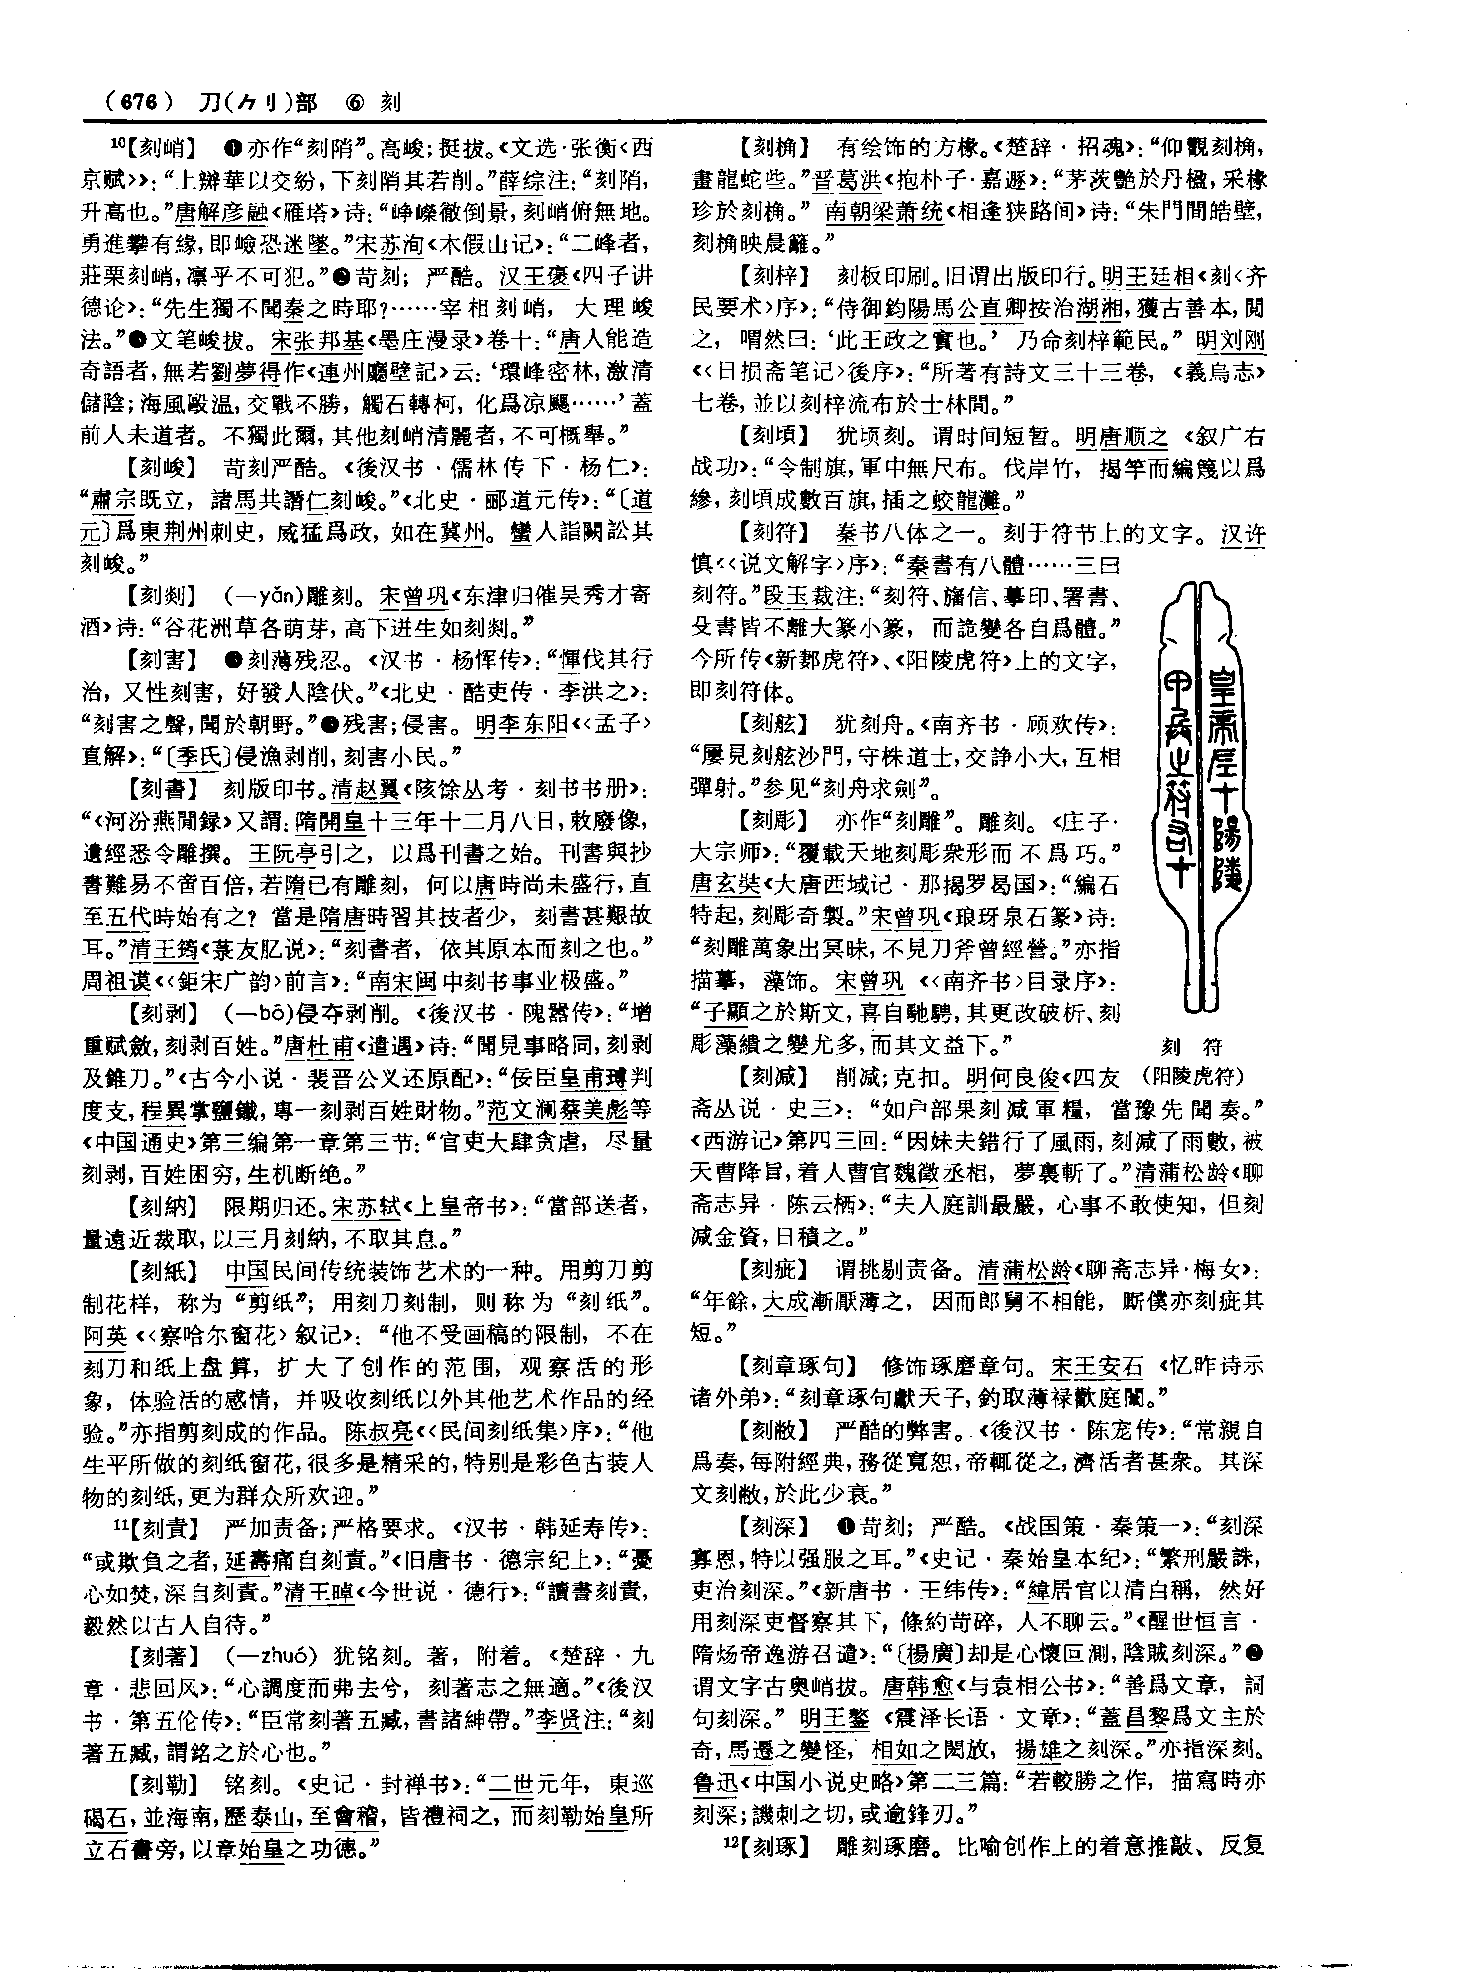 (676) 刀(⺈刂)部 ⑥ 刻
10【刻峭】 ❶亦作“刻陗”。高峻;挺拔。《文选·张衡〈西
京赋〉》:“上辬華以交紛,下刻陗其若削。”薛综注:“刻陗,
升高也。”唐解彦融《雁塔》诗:“峥嶸徹倒景,刻峭俯無地。
勇進攀有缘,即嶮恐迷墜。”宋苏洵《木假山记》:“二峰者,
莊栗刻峭,凛乎不可犯。”❷苛刻;严酷。汉王褒《四子讲
德论》:“先生獨不聞秦之時耶?……宰相刻峭,大理峻
法。”❸文笔峻拔。宋张邦基《墨庄漫录》卷十:“唐人能造
奇語者,無若劉夢得作《連州廳壁記》云:‘環峰密林,激清
儲陰;海風毆温,交戰不勝,觸石轉柯,化爲凉颸……’蓋
前人未道者。不獨此爾,其他刻峭清麗者,不可概舉。”
【刻峻】 苛刻严酷。《後汉书·儒林传下·杨仁》:
“肅宗既立,諸馬共譖仁刻峻。”《北史·郦道元传》:“〔道
元〕爲東荆州刺史,威猛爲政,如在冀州。蠻人詣闕訟其
刻峻。”
【刻剡】 (—yǎn)雕刻。宋曾巩《东津归催吴秀才寄
酒》诗:“谷花洲草各萌芽,高下迸生如刻剡。”
【刻害】 ❶刻薄残忍。《汉书·杨恽传》:“惲伐其行
治,又性刻害,好發人陰伏。”《北史·酷吏传·李洪之》:
“刻害之聲,聞於朝野。”❷残害;侵害。明李东阳《〈孟子〉
直解》:“〔季氏〕侵漁剥削,刻害小民。”
【刻書】 刻版印书。清赵翼《陔馀丛考·刻书书册》:
“《河汾燕閒録》又謂:隋開皇十三年十二月八日,敕廢像,
遺經悉令雕撰。王阮亭引之,以爲刊書之始。刊書與抄
書難易不啻百倍,若隋已有雕刻,何以唐時尚未盛行,直
至五代時始有之?當是隋唐時習其技者少,刻書甚艱故
耳。”清王筠《菉友肊说》:“刻書者,依其原本而刻之也。”
周祖谟《〈鉅宋广韵〉前言》:“南宋闽中刻书事业极盛。”
【刻剥】 (—bō)侵夺剥削。《後汉书·隗嚣传》:“增
重赋斂,刻剥百姓。”唐杜甫《遣遇》诗:“聞見事略同,刻剥
及錐刀。”《古今小说·裴晋公义还原配》:“佞臣皇甫鎛判
度支,程异掌鹽鐵,專一刻剥百姓財物。”范文澜蔡美彪等
《中国通史》第三编第一章第三节:“官吏大肆贪虐,尽量
刻剥,百姓困穷,生机断绝。”
【刻納】 限期归还。宋苏轼《上皇帝书》:“當部送者,
量遠近裁取,以三月刻納,不取其息。”
【刻紙】 中国民间传统装饰艺术的一种。用剪刀剪
制花样,称为“剪纸”;用刻刀刻制,则称为“刻纸”。
阿英《〈察哈尔窗花〉叙记》:“他不受画稿的限制,不在
刻刀和纸上盘算,扩大了创作的范围,观察活的形
象,体验活的感情,并吸收刻纸以外其他艺术作品的经
验。”亦指剪刻成的作品。陈叔亮《〈民间刻纸集〉序》:“他
生平所做的刻纸窗花,很多是精采的,特别是彩色古装人
物的刻纸,更为群众所欢迎。”
11【刻責】 严加责备;严格要求。《汉书·韩延寿传》:
“或欺負之者,延壽痛自刻責。”《旧唐书·德宗纪上》:“憂
心如焚,深自刻責。”清王晫《今世说·德行》:“讀書刻責,
毅然以古人自待。”
【刻著】 (—zhuó)犹铭刻。著,附着。《楚辞·九
章·悲回风》:“心調度而弗去兮,刻著志之無適。”《後汉
书·第五伦传》:“臣常刻著五臧,書諸紳帶。”李贤注:“刻
著五臧,謂銘之於心也。”
【刻勒】 铭刻。《史记·封禅书》:“二世元年,東巡
碣石,並海南,歷泰山,至會稽,皆禮祠之,而刻勒始皇所
立石書旁,以章始皇之功德。”
【刻桷】 有绘饰的方椽。《楚辞·招魂》:“仰觀刻桷,
畫龍蛇些。”晋葛洪《抱朴子·嘉遯》:“茅茨艷於丹楹,采椽
珍於刻桷。”南朝梁萧统《相逢狭路间》诗:“朱門間皓壁,
刻桷映晨離。”
【刻梓】 刻板印刷。旧谓出版印行。明王廷相《刻〈齐
民要术〉序》:“侍御鈞陽馬公直卿按治湖湘,獲古善本,閲
之,喟然曰:‘此王政之實也。’乃命刻梓範民。”明刘刚
《〈日损斋笔记〉後序》:“所著有詩文三十三卷,《義烏志》
七卷,並以刻梓流布於士林間。”
【刻頃】 犹顷刻。谓时间短暂。明唐顺之《叙广右
战功》:“令制旗,軍中無尺布。伐岸竹,揭竿而編篾以爲
縿,刻頃成數百旗,插之蛟龍灘。”
【刻符】 秦书八体之一。刻于符节上的文字。汉许
慎《〈说文解字〉序》:“秦書有八體……三曰
刻符。”段玉裁注:“刻符、旛信、摹印、署書、
殳書皆不離大篆小篆,而詭變各自爲體。”
今所传《新郪虎符》、《阳陵虎符》上的文字,
即刻符体。
【刻舷】 犹刻舟。《南齐书·顾欢传》:
“屢見刻舷沙門,守株道士,交諍小大,互相
彈射。”参见“刻舟求劍”。
【刻彫】 亦作“刻雕”。雕刻。《庄子·
大宗师》:“覆載天地刻彫衆形而不爲巧。”
唐玄奘《大唐西域记·那揭罗曷国》:“編石
特起,刻彫奇製。”宋曾巩《琅玡泉石篆》诗:
“刻雕萬象出冥昧,不見刀斧曾經營。”亦指
描摹,藻饰。宋曾巩《〈南齐书〉目录序》:
“子顯之於斯文,喜自馳騁,其更改破析、刻
彫藻繢之變尤多,而其文益下。”
【刻减】 削减;克扣。明何良俊《四友
斋丛说·史三》:“如户部果刻减軍糧,當豫先聞奏。”
《西游记》第四三回:“因妹夫錯行了風雨,刻減了雨數,被
天曹降旨,着人曹官魏徵丞相,夢裏斬了。”清蒲松龄《聊
斋志异·陈云栖》:“夫人庭訓最嚴,心事不敢使知,但刻
减金資,日積之。”
【刻疵】 谓挑剔责备。清蒲松龄《聊斋志异·梅女》:
“年餘,大成漸厭薄之,因而郎舅不相能,厮僕亦刻疵其
短。”
【刻章琢句】 修饰琢磨章句。宋王安石《忆昨诗示
诸外弟》:“刻章琢句獻天子,釣取薄禄歡庭闈。”
【刻敝】 严酷的弊害。《後汉书·陈宠传》:“常親自
爲奏,每附經典,務從寬恕,帝輒從之,濟活者甚衆。其深
文刻敝,於此少衰。”
【刻深】 ❶苛刻;严酷。《战国策·秦策一》:“刻深
寡恩,特以强服之耳。”《史记·秦始皇本纪》:“繁刑嚴誅,
吏治刻深。”《新唐书·王纬传》:“緯居官以清白稱,然好
用刻深吏督察其下,條約苛碎,人不聊云。”《醒世恒言·
隋炀帝逸游召谴》:“〔楊廣〕却是心懷叵測,陰賊刻深。”❷
谓文字古奥峭拔。唐韩愈《与袁相公书》:“善爲文章,詞
句刻深。”明王鏊《震泽长语·文章》:“蓋昌黎爲文主於
奇,馬遷之變怪,相如之閎放,揚雄之刻深。”亦指深刻。
鲁迅《中国小说史略》第二三篇:“若較勝之作,描寫時亦
刻深;譏刺之切,或逾鋒刃。”
12【刻琢】 雕刻琢磨。比喻创作上的着意推敲、反复
甲兵之符右才
皇帝左才陽陵
刻 符
(阳陵虎符)